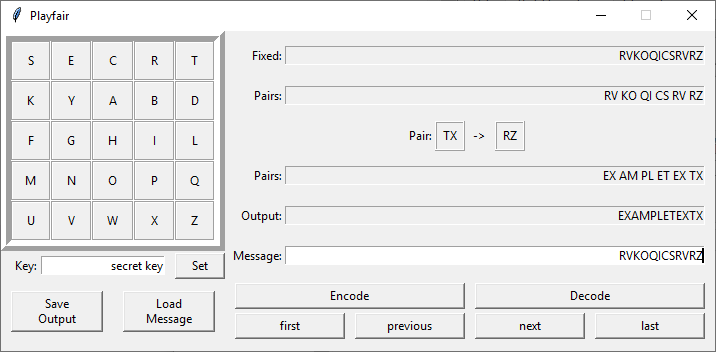 Playfair
S E C R T
K Y A B D
F G H I L
M N O P Q
U V W X Z
Key: secret key Set
Save Output
Load Message
Fixed: RVKOQICSRVRZ
Pairs: RV KO QI CS RV RZ
Pair: TX -> RZ
Pairs: EX AM PL ET EX TX
Output: EXAMPLETEXTX
Message: RVKOQICSRVRZ
Encode Decode
first previous next last